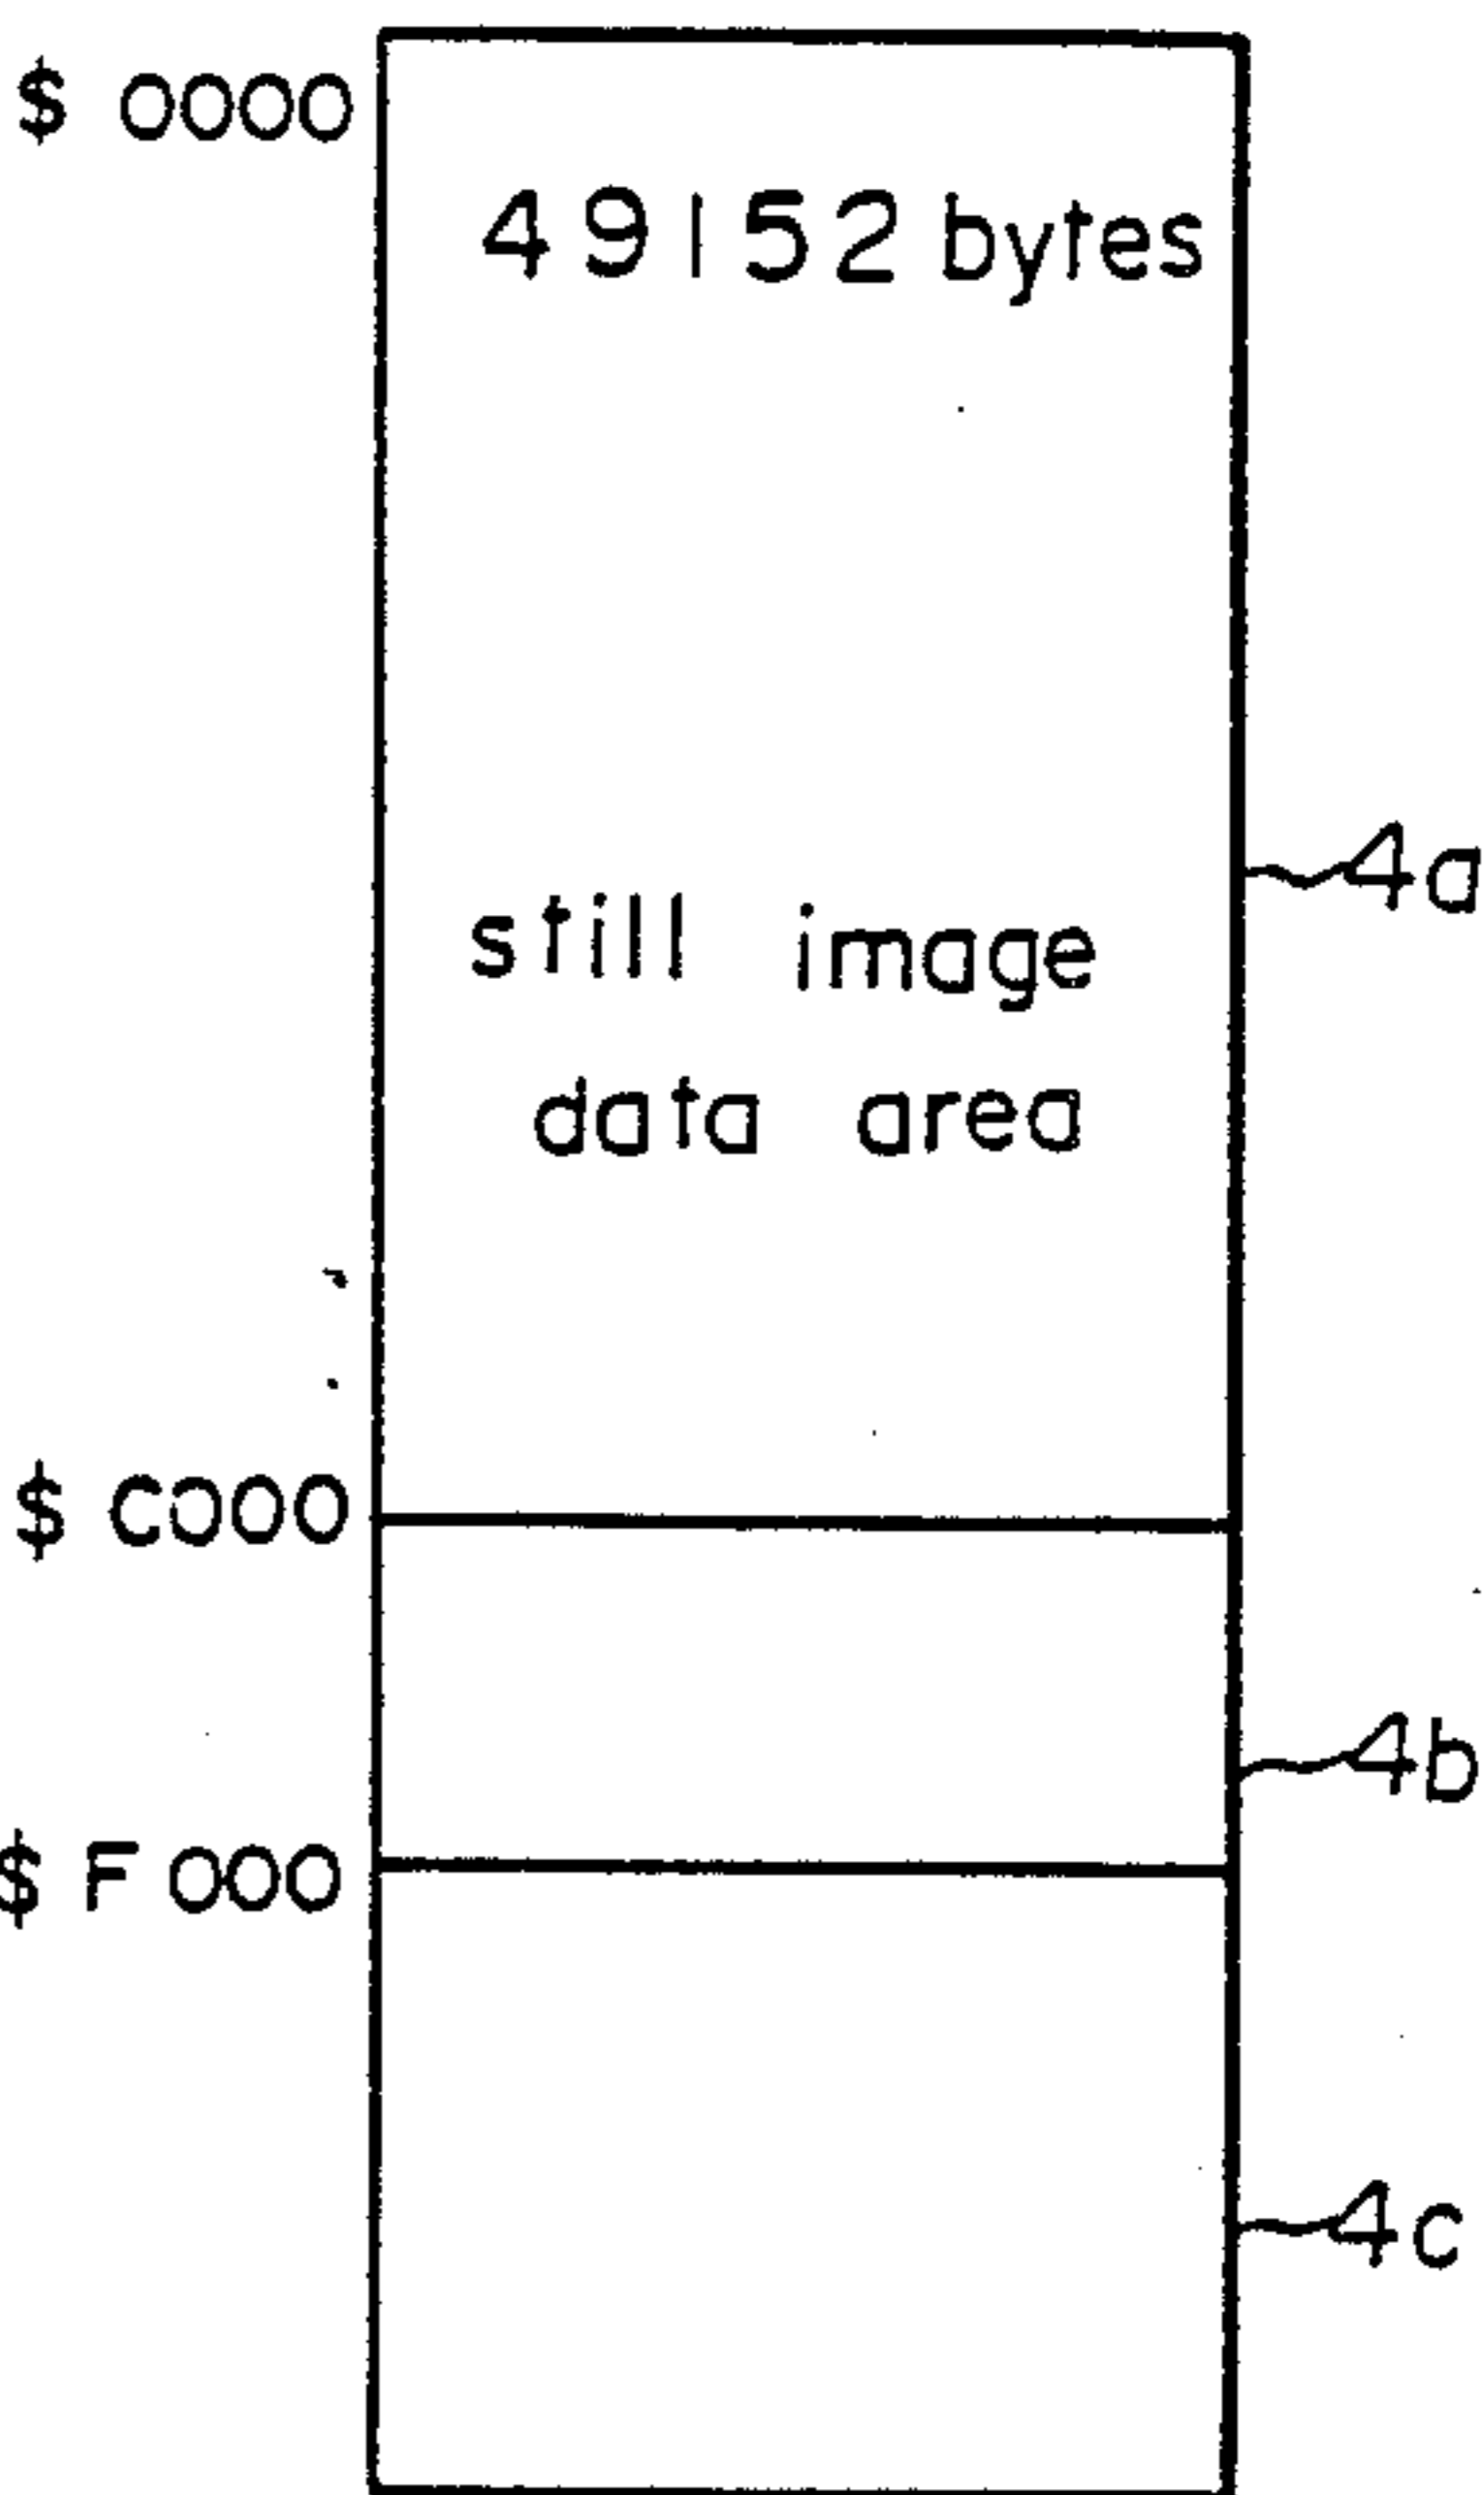 $ 0000
49152 bytes
4a
still image
data area
$ C000
4b
$ F000
4c